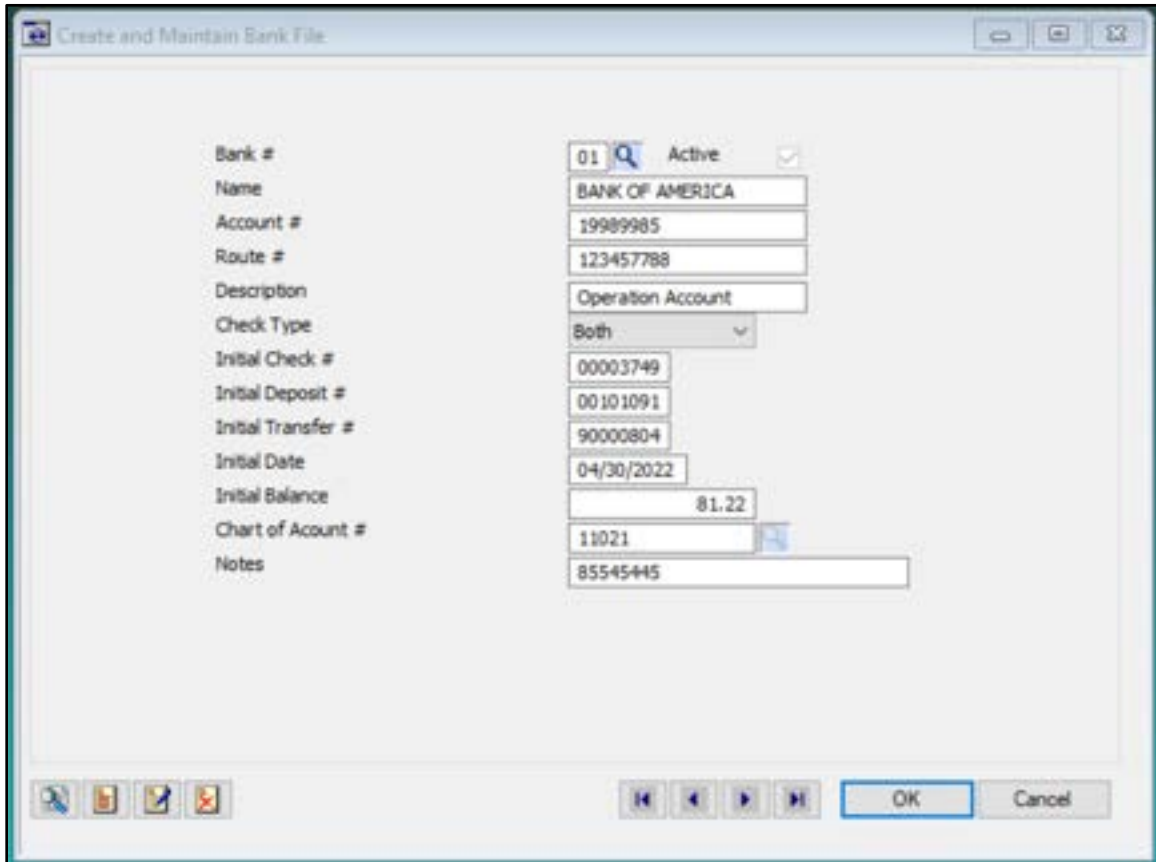 Create and Maintain Bank File
Bank # 01 Active
Name BANK OF AMERICA
Account # 19989985
Route # 123457788
Description Operation Account
Check Type Both
Initial Check # 00003749
Initial Deposit # 00101091
Initial Transfer # 90000804
Initial Date 04/30/2022
Initial Balance 81.22
Chart of Acount # 11021
Notes 85545445
OK Cancel